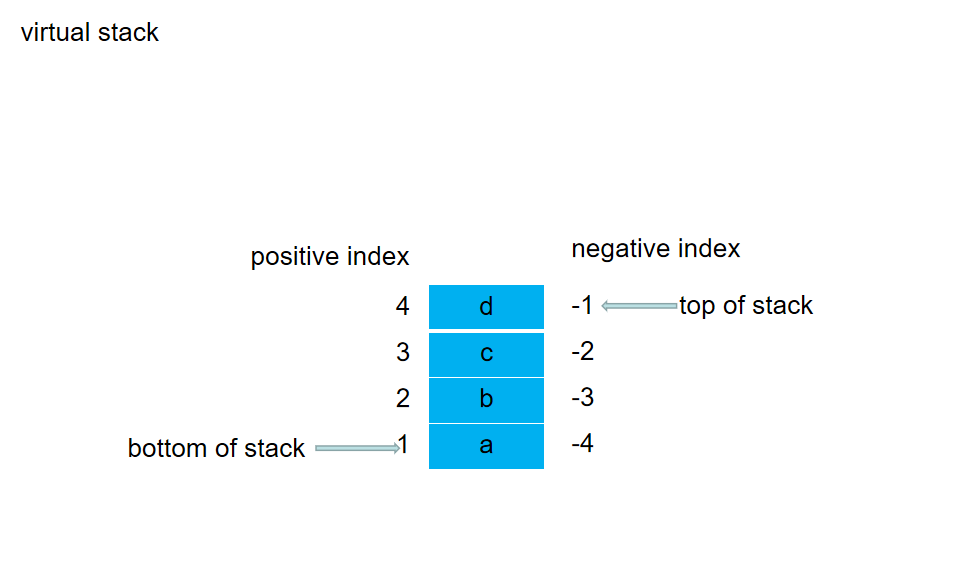 virtual stack
positive index
negative index
4 d -1 top of stack
3 c -2
2 b -3
bottom of stack 1 a -4